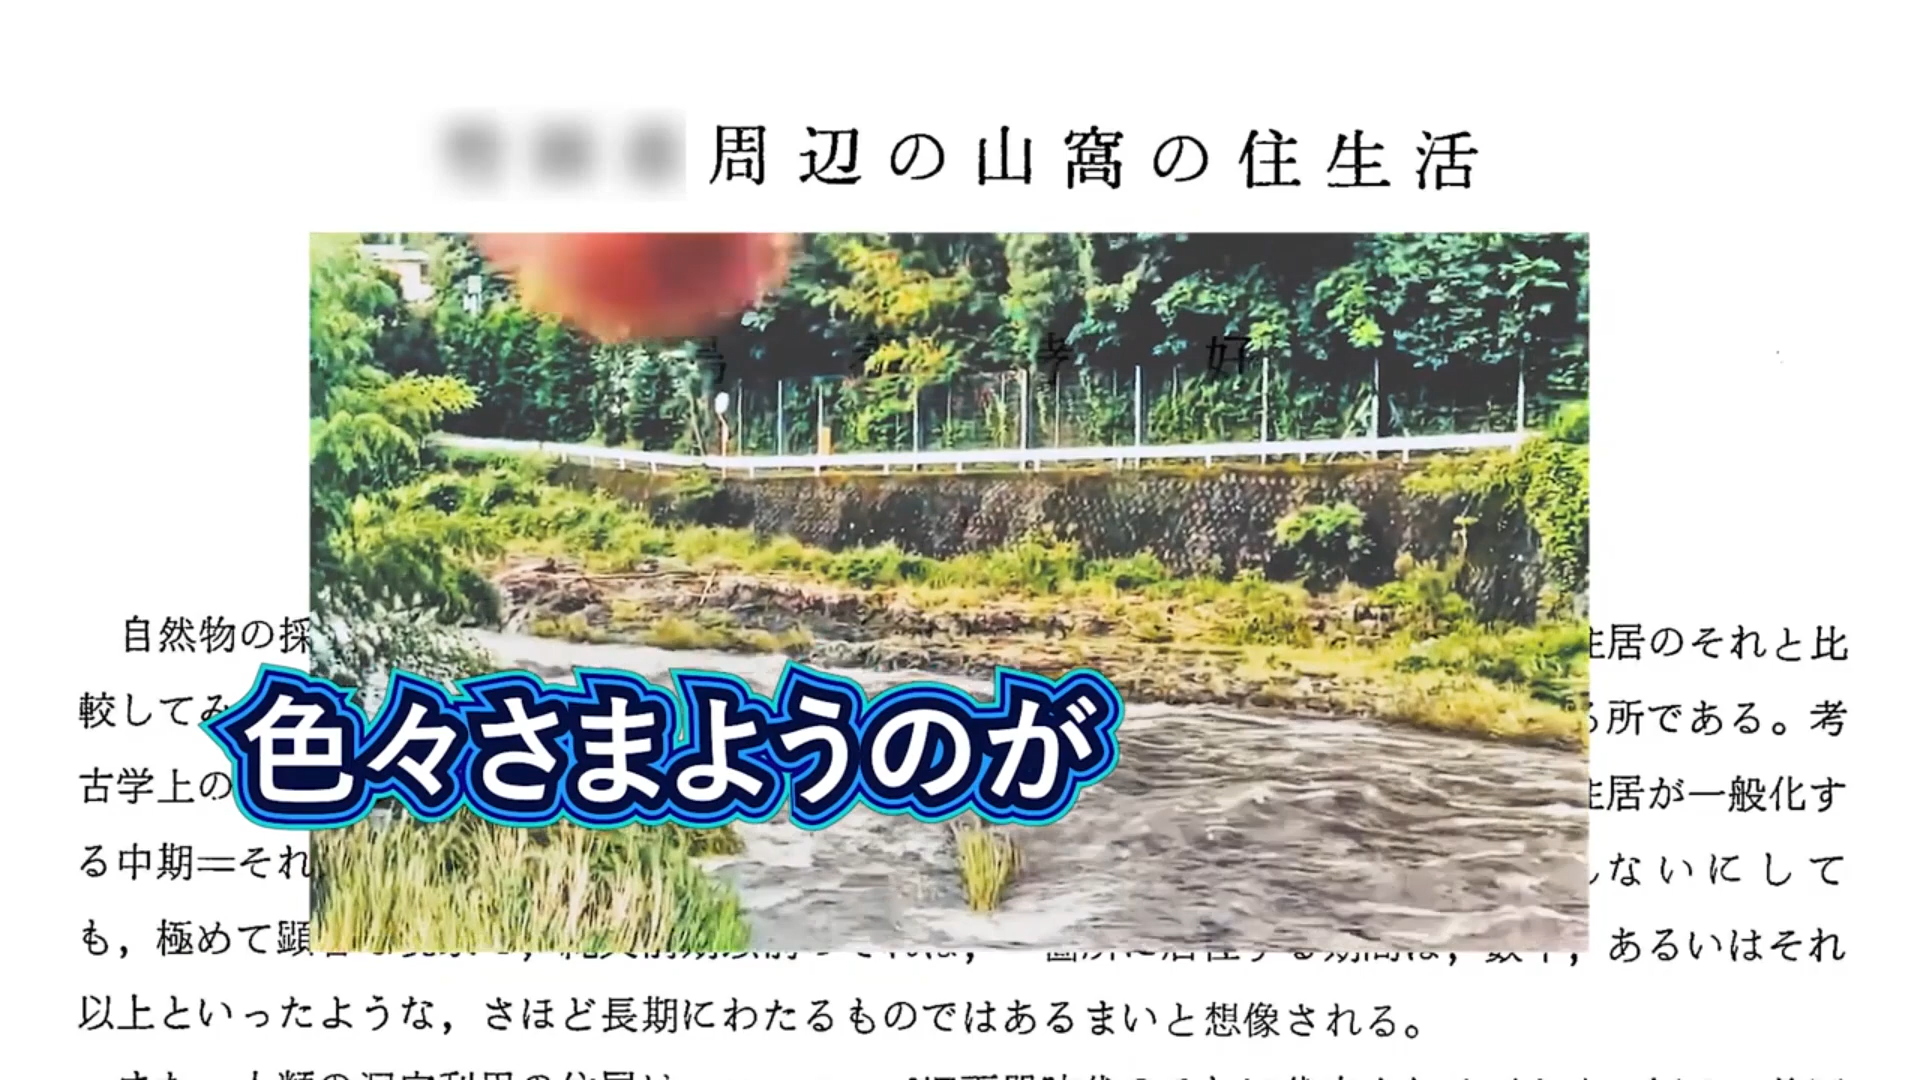 周辺の山窩の住生活
好
自然物の採
住居のそれと比
較してみ
る所である。考
古学上の
住居が一般化す
色々さまようのが
る中期=それ
しないにして
も，極めて顕
あるいはそれ
以上といったような，さほど長期にわたるものではあるまいと想像される。